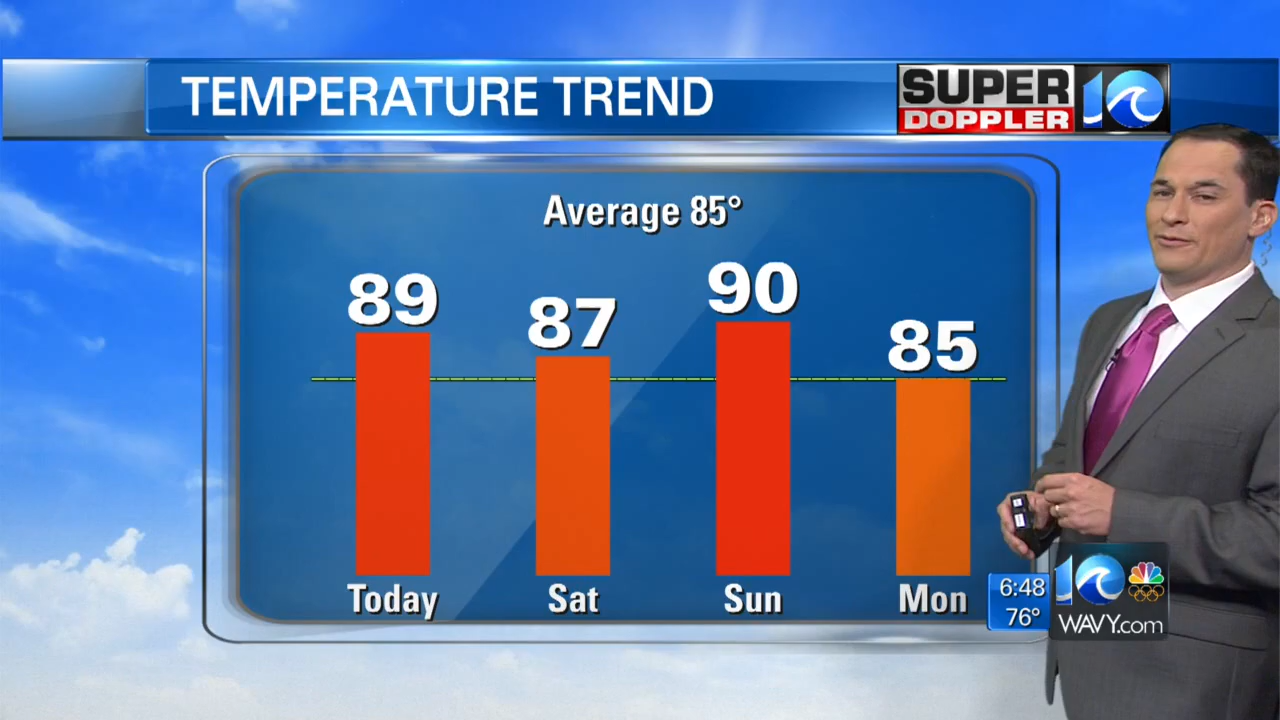 TEMPERATURE TREND
SUPER
DOPPLER
10
Average 85°
89
87
90
85
Today
Sat
Sun
Mon
6:48
76°
10
WAVY.com